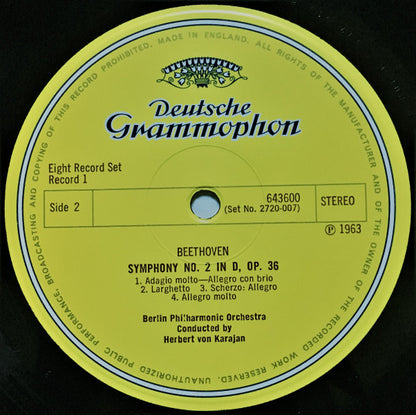 MADE IN ENGLAND. ALL RIGHTS OF THE MANUFACTURER AND OF THE OWNER OF THE RECORDED WORK RESERVED. UNAUTHORIZED PUBLIC PERFORMANCE, BROADCASTING AND COPYING OF THIS RECORD PROHIBITED.
Deutsche
Grammophon
Eight Record Set
Record 1
Side 2
643600
(Set No. 2720-007)
STEREO
℗ 1963
BEETHOVEN
SYMPHONY NO. 2 IN D, OP. 36
1. Adagio molto—Allegro con brio
2. Larghetto 3. Scherzo: Allegro
4. Allegro molto
Berlin Philharmonic Orchestra
Conducted by
Herbert von Karajan